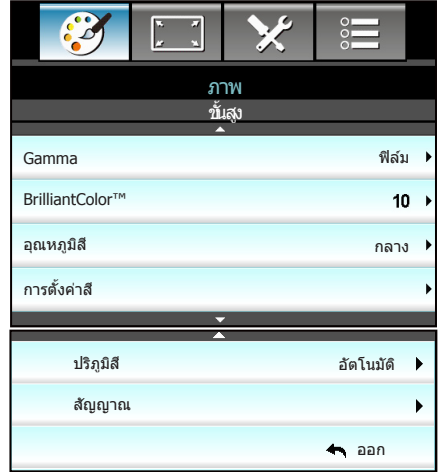 ภาพ
ขั้นสูง
Gamma ฟิล์ม
BrilliantColor™ 10
อุณหภูมิสี กลาง
การตั้งค่าสี
ปริภูมิสี อัตโนมัติ
สัญญาณ
ออก